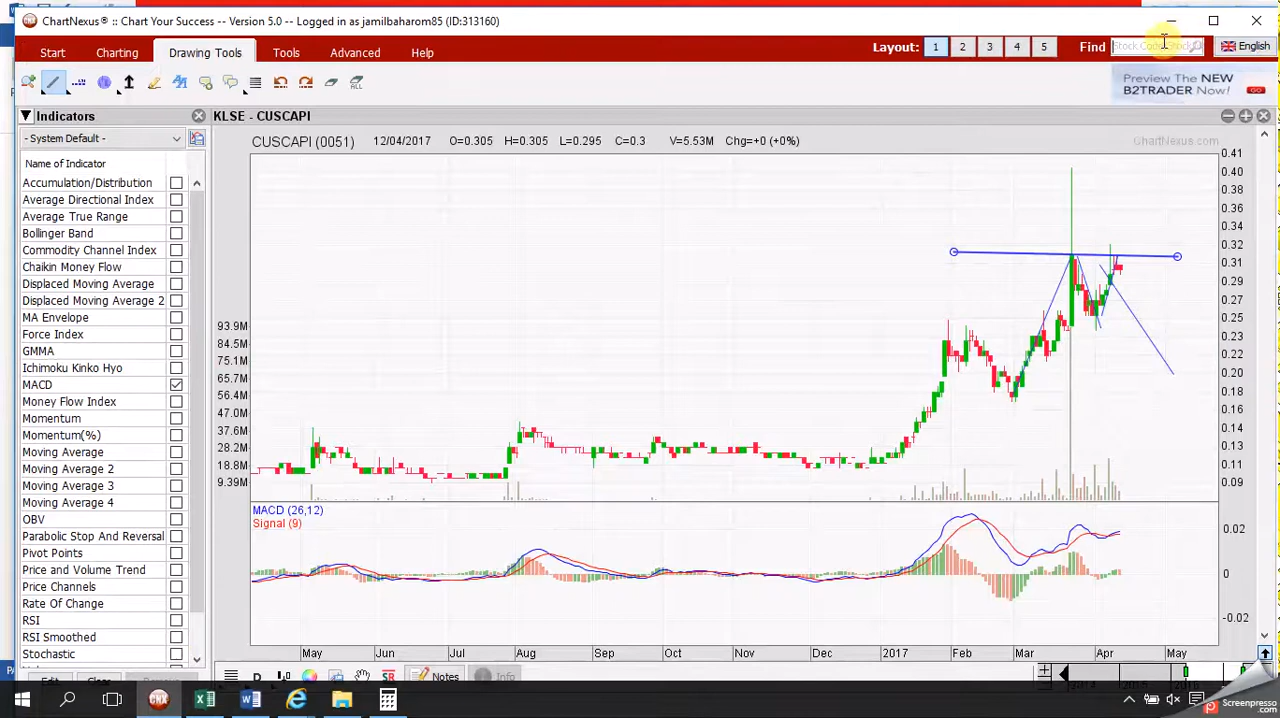 ChartNexus® :: Chart Your Success -- Version 5.0 -- Logged in as jamilbaharom85 (ID:313160)
Start Charting Drawing Tools Tools Advanced Help Layout: 1 2 3 4 5 Find English
Preview The NEW
B2TRADER Now! GO
Indicators
KLSE - CUSCAPI
- System Default -
CUSCAPI (0051) 12/04/2017 O=0.305 H=0.305 L=0.295 C=0.3 V=5.53M Chg=+0 (+0%) ChartNexus.com
Name of Indicator
Accumulation/Distribution
Average Directional Index
Average True Range
Bollinger Band
Commodity Channel Index
Chaikin Money Flow
Displaced Moving Average
Displaced Moving Average 2
MA Envelope
Force Index
GMMA
Ichimoku Kinko Hyo
MACD
Money Flow Index
Momentum
Momentum(%)
Moving Average
Moving Average 2
Moving Average 3
Moving Average 4
OBV
Parabolic Stop And Reversal
Pivot Points
Price and Volume Trend
Price Channels
Rate Of Change
RSI
RSI Smoothed
Stochastic
93.9M
84.5M
75.1M
65.7M
56.4M
47.0M
37.6M
28.2M
18.8M
9.39M
0.41
0.40
0.38
0.36
0.34
0.32
0.31
0.29
0.27
0.25
0.23
0.22
0.20
0.18
0.16
0.14
0.13
0.11
0.09
MACD (26,12)
Signal (9)
0.02
0
-0.02
May Jun Jul Aug Sep Oct Nov Dec 2017 Feb Mar Apr May
D SR Notes Info
2015
CNX
Screenpresso
.com